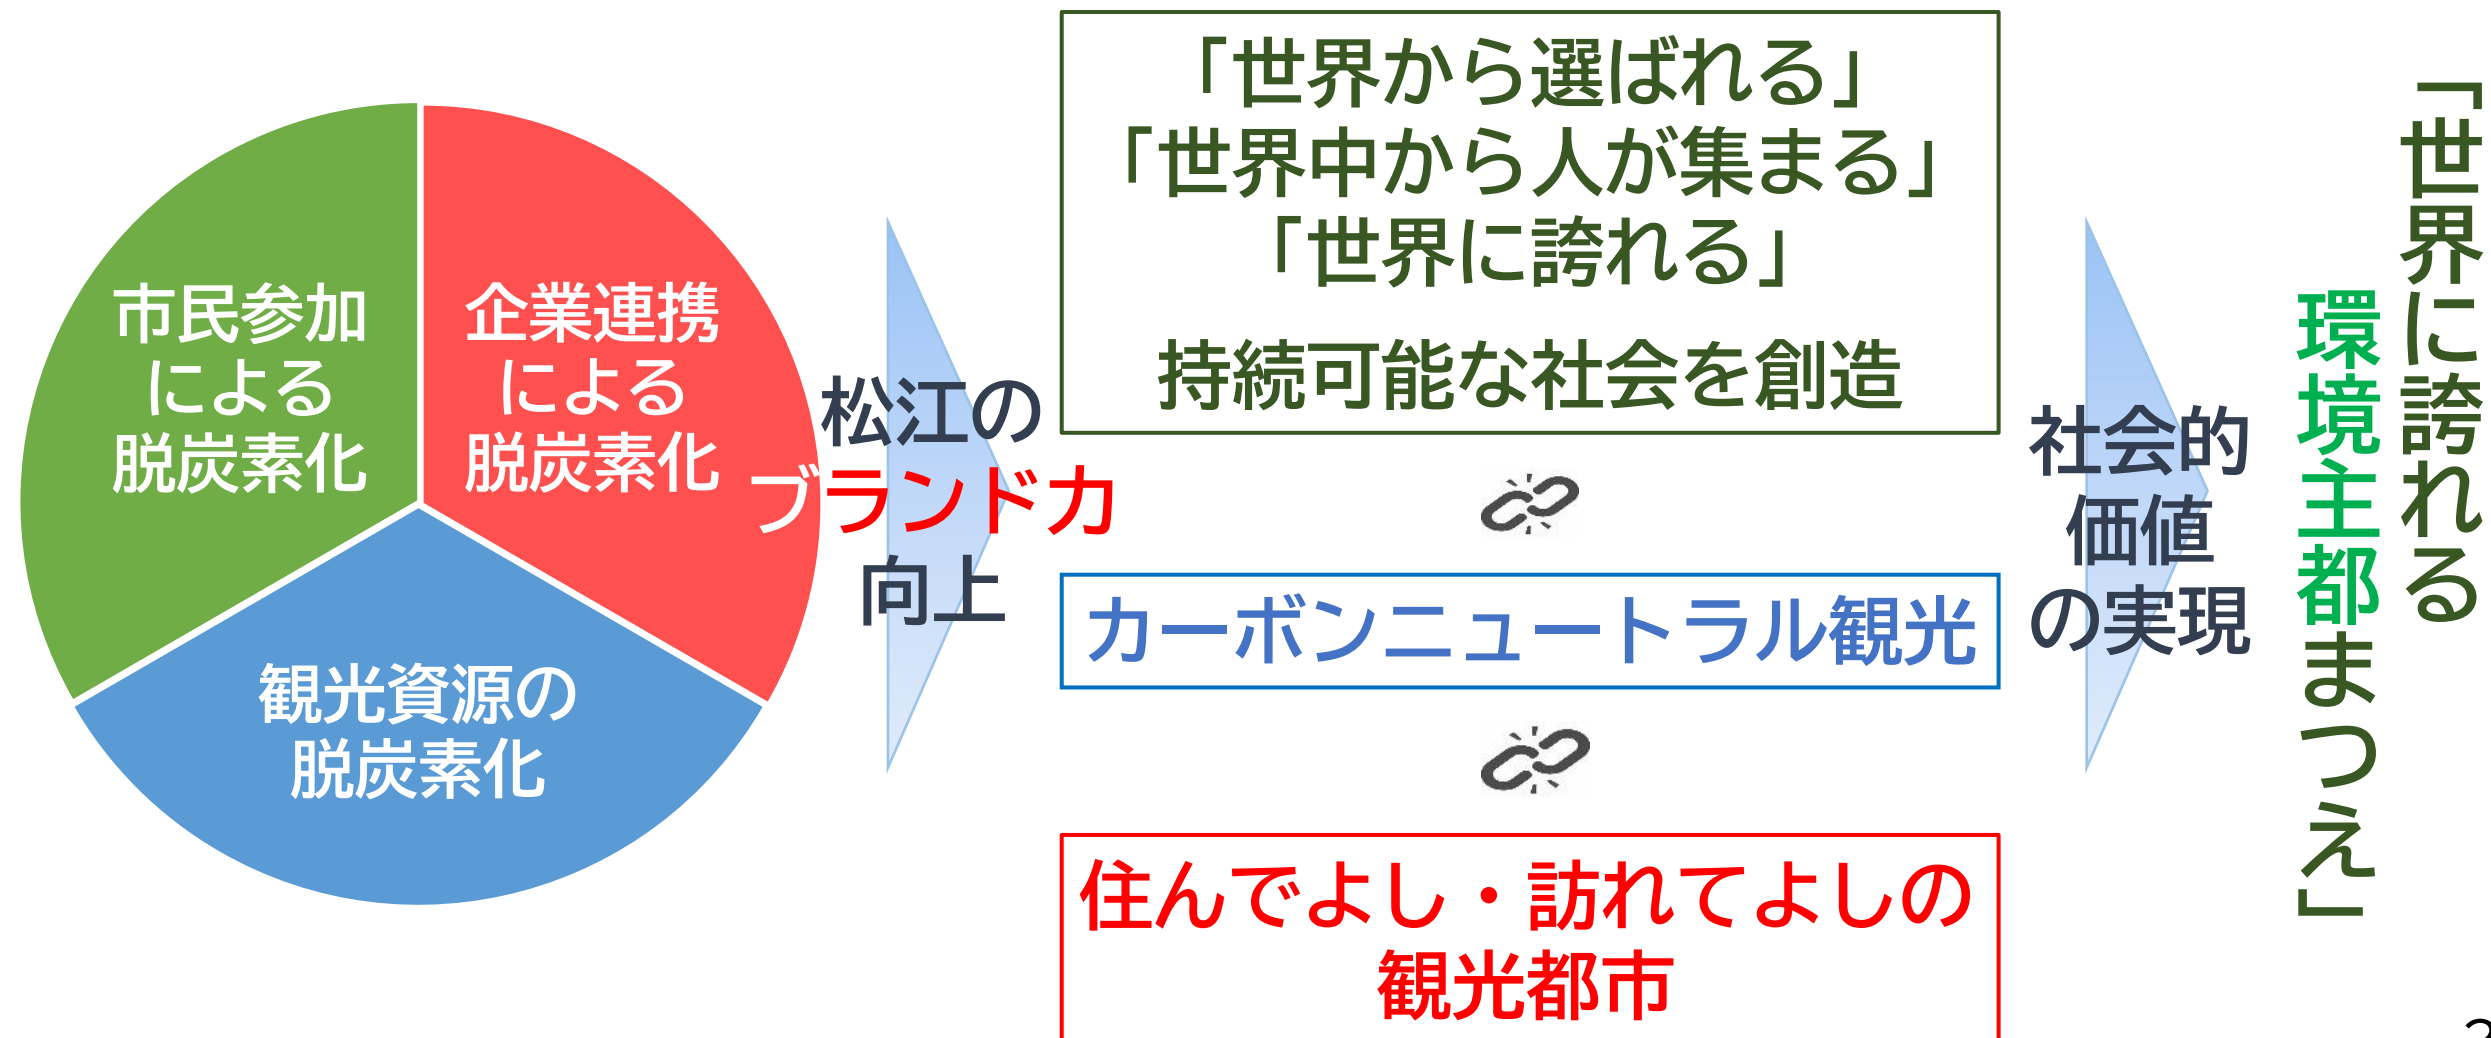 市民参加
による
脱炭素化
企業連携
による
脱炭素化
観光資源の
脱炭素化
松江の
ブランド力
向上
「世界から選ばれる」
「世界中から人が集まる」
「世界に誇れる」
持続可能な社会を創造
カーボンニュートラル観光
住んでよし・訪れてよしの
観光都市
社会的
価値
の実現
「世界に誇れる
環境主都まつえ」